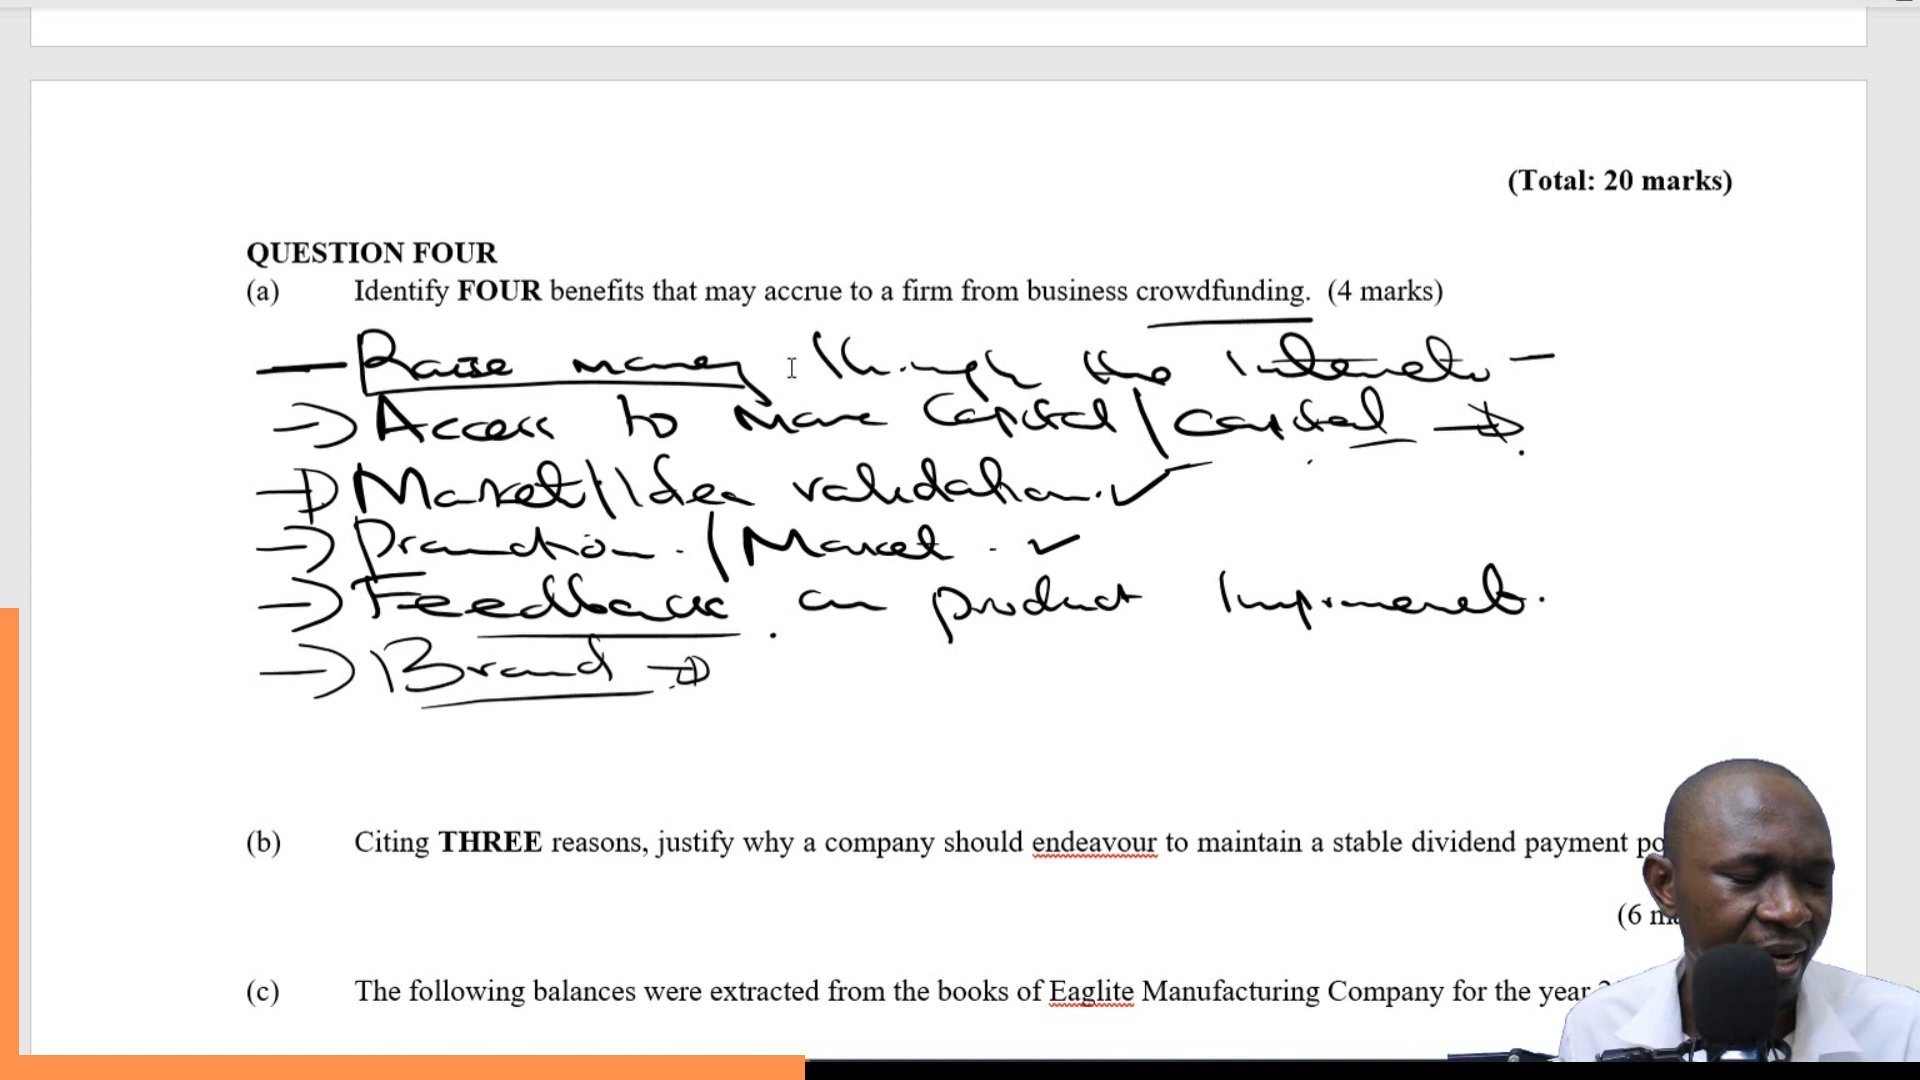 (Total: 20 marks)
QUESTION FOUR
(a) Identify FOUR benefits that may accrue to a firm from business crowdfunding. (4 marks)
— Raise money through the Internet —
→ Access to More Capital / Capital →
→ Market / Idea validation. ✓
→ Promotion. / Market. ✓
→ Feedback on product Improvement.
→ Brand →
(b) Citing THREE reasons, justify why a company should endeavour to maintain a stable dividend payment po
(6
(c) The following balances were extracted from the books of Eaglite Manufacturing Company for the year